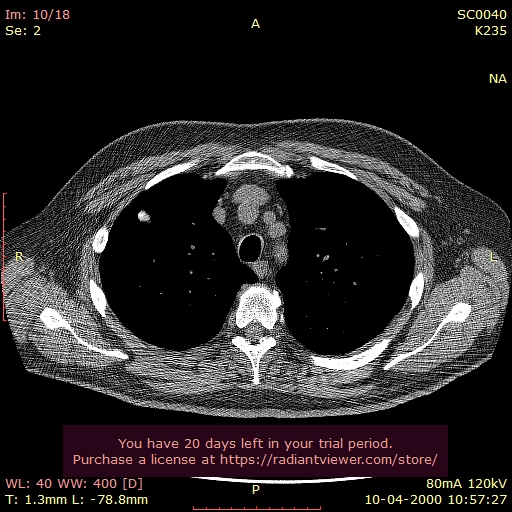 Im: 10/18
Se: 2
A
SC0040
K235
NA
R
L
You have 20 days left in your trial period.
Purchase a license at https://radiantviewer.com/store/
WL: 40 WW: 400 [D]
T: 1.3mm L: -78.8mm
P
80mA 120kV
10-04-2000 10:57:27